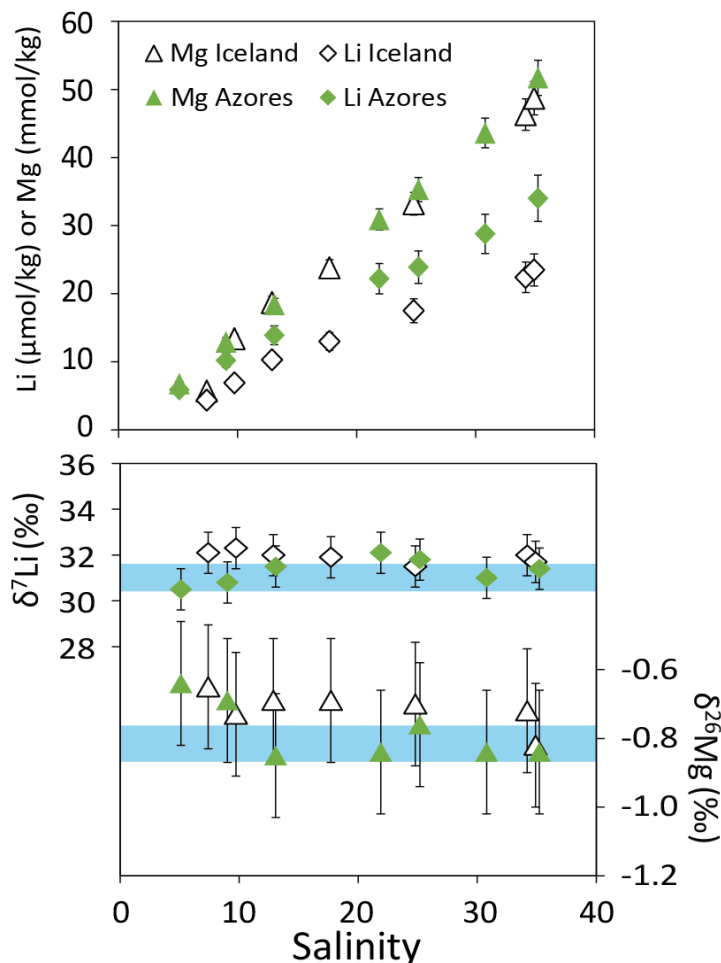 60
50
40
30
20
10
0
Li (μmol/kg) or Mg (mmol/kg)
Mg Iceland
Li Iceland
Mg Azores
Li Azores
0
10
20
30
40
Salinity
36
34
32
30
28
δ⁷Li (‰)
-0.6
-0.8
-1.0
-1.2
δ²⁶Mg (‰)